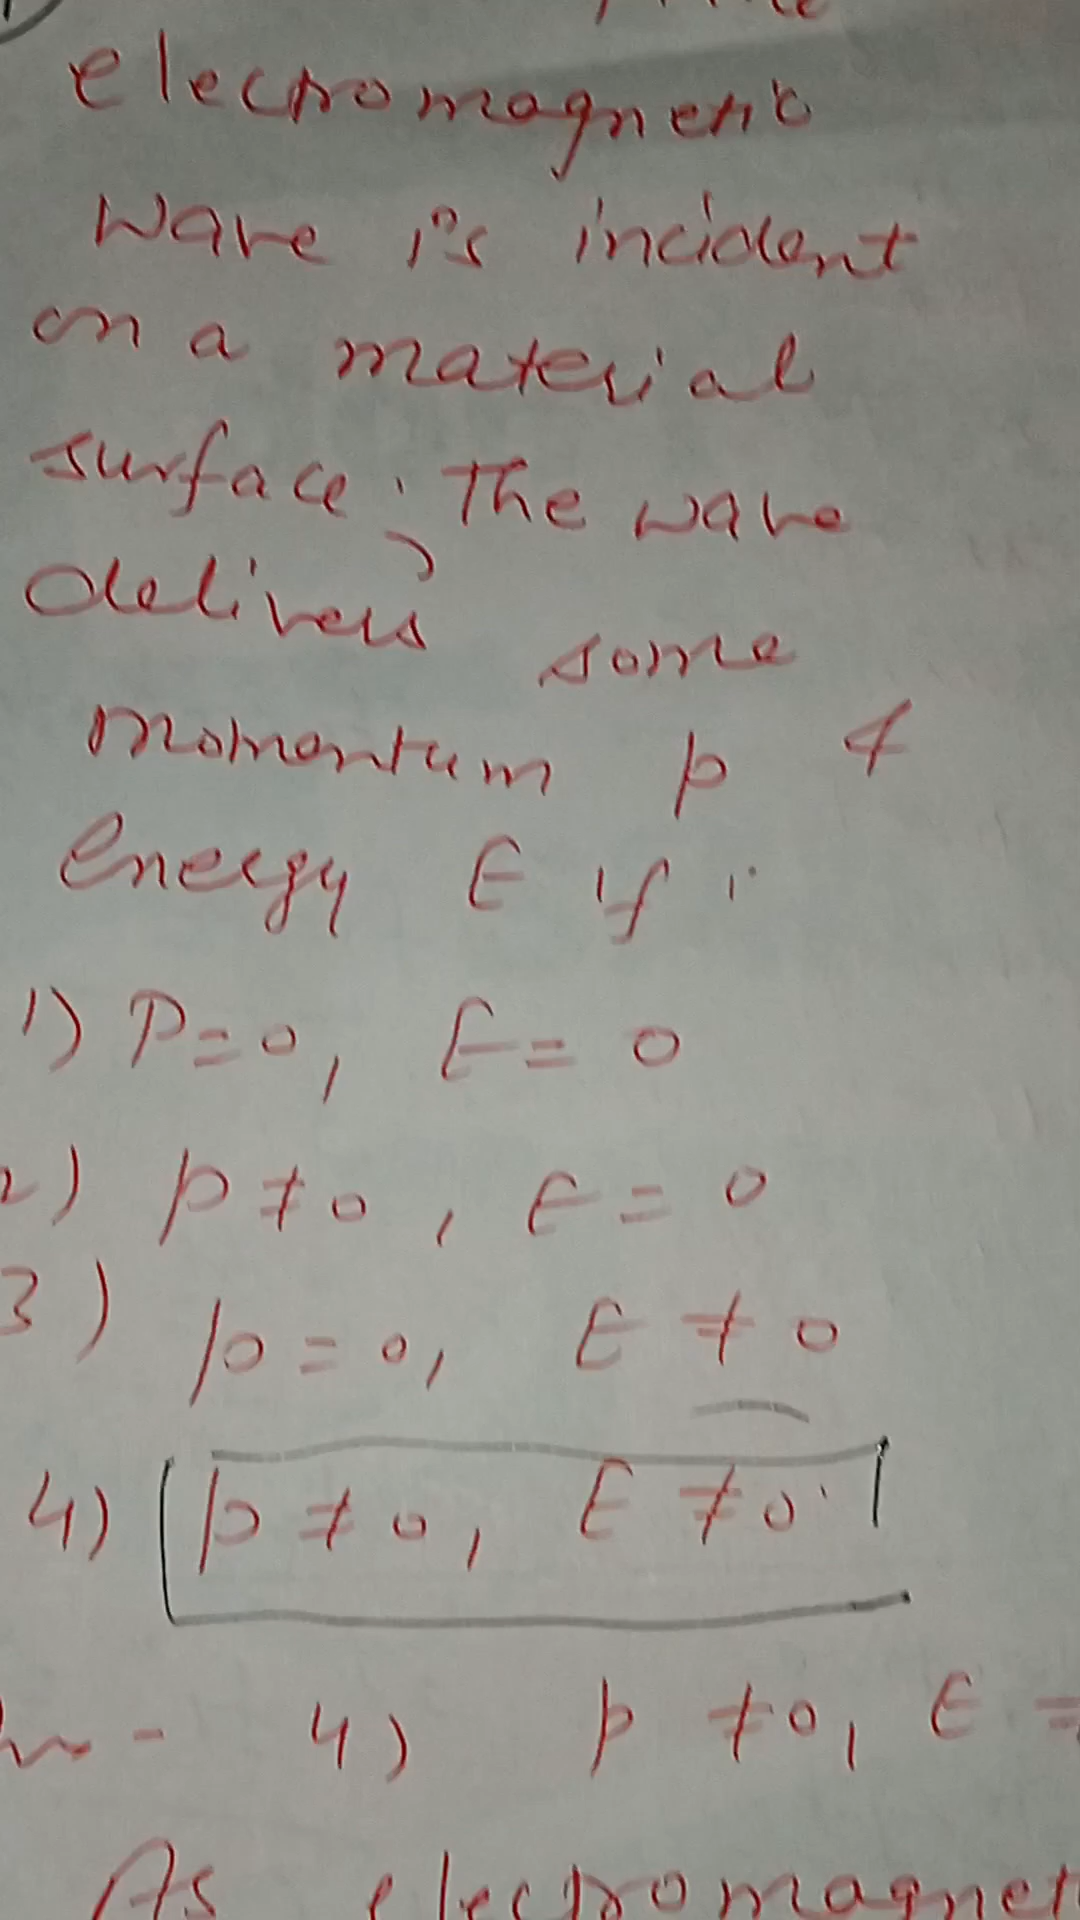 electromagnetic
wave is incident
on a material
surface. The wave
delivers some
momentum p &
energy E if
1) P=0, E= 0
2) p ≠ 0, E = 0
3) p = 0, E ≠ 0
4) p ≠ 0, E ≠ 0.
4) p ≠ 0, E =
As electromagnet